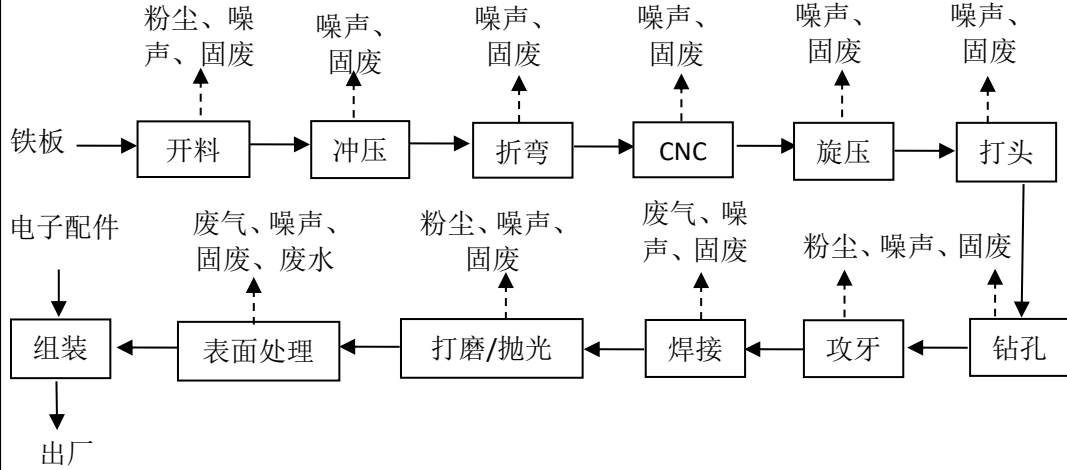 粉尘、噪
声、固废
噪声、
固废
噪声、
固废
噪声、
固废
噪声、
固废
噪声、
固废
铁板
开料
冲压
折弯
CNC
旋压
打头
电子配件
废气、噪声、
固废、废水
粉尘、噪声、
固废
废气、噪
声、固废
粉尘、噪声、固废
组装
表面处理
打磨/抛光
焊接
攻牙
钻孔
出厂